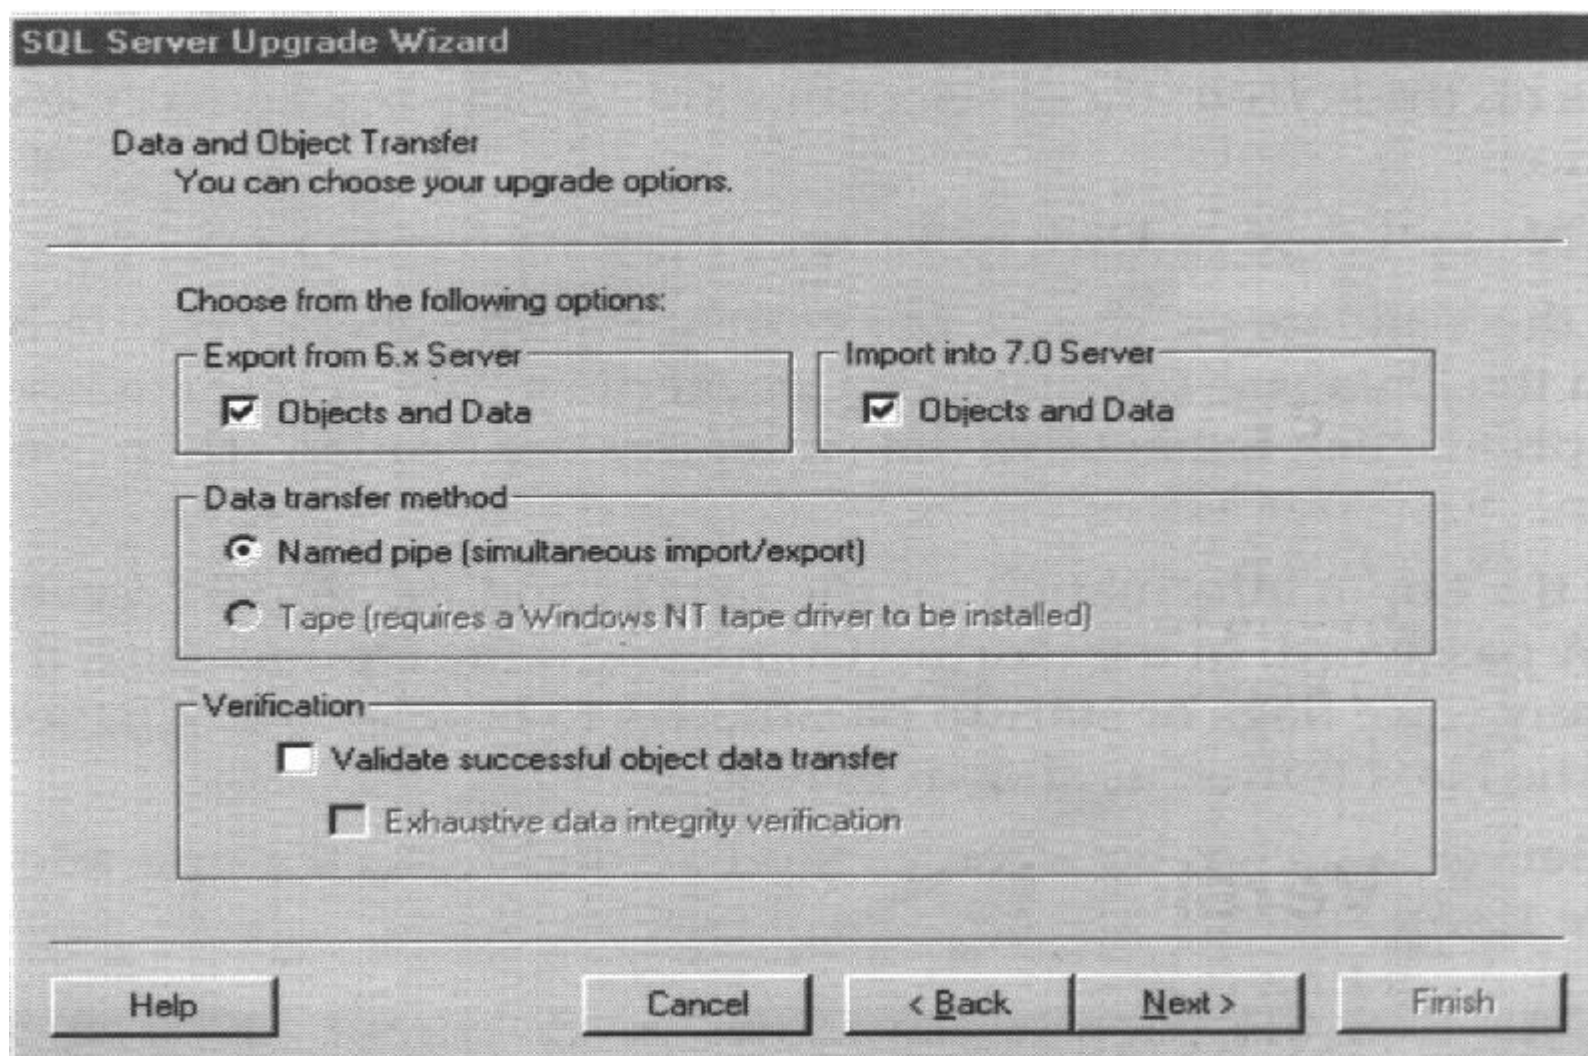 SQL Server Upgrade Wizard
Data and Object Transfer
You can choose your upgrade options.
Choose from the following options:
Export from 6.x Server
Import into 7.0 Server
Objects and Data
Objects and Data
Data transfer method
Named pipe (simultaneous import/export)
Tape (requires a Windows NT tape driver to be installed)
Verification
Validate successful object data transfer
Exhaustive data integrity verification
Help
Cancel
< Back
Next >
Finish